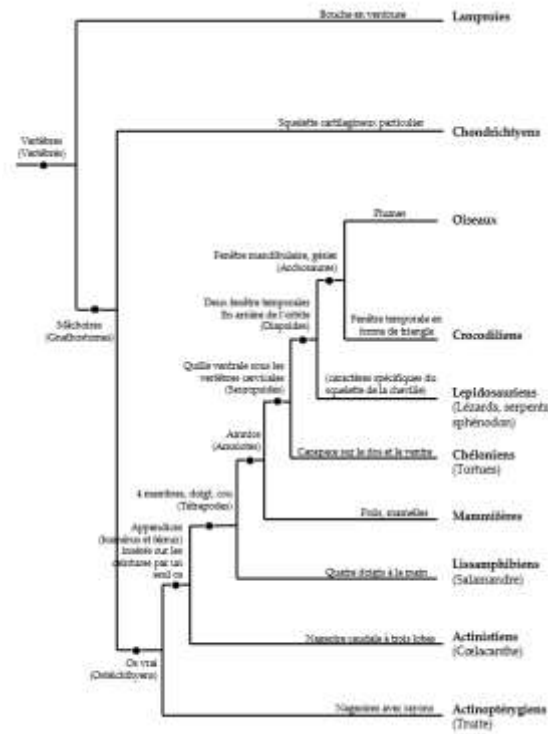 Bouche en ventouse
Lamproies
Squelette cartilagineux particulier
Chondrichtyens
Vertèbres
(Vertébrés)
Plumes
Oiseaux
Fenêtre mandibulaire, gésier
(Archosaures)
Deux fenêtre temporales
En arrière de l'orbite
(Diapsides)
Mâchoires
(Gnathostomes)
Fenêtre temporale en
forme de triangle
Crocodiliens
Quille ventrale sous les
vertèbres cervicales
(Sauropsides)
(caractères spécifiques du
squelette de la cheville)
Lepidosauriens
(Lézards, serpents
sphénodon)
Amnios
(Amniotes)
Carapace sur le dos et le ventre
Chéloniens
(Tortues)
4 membres, doigt, cou
(Tétrapodes)
Poils, mamelles
Mammifères
Appendices
(humérus et fémur)
insérés sur les
ceintures par un
seul os
Quatre doigts à la main
Lissamphibiens
(Salamandre)
Nageoire caudale à trois lobes
Actinistiens
(Cœlacanthe)
Os vrai
(Ostéichthyens)
Nageoires avec rayons
Actinoptérygiens
(Truite)